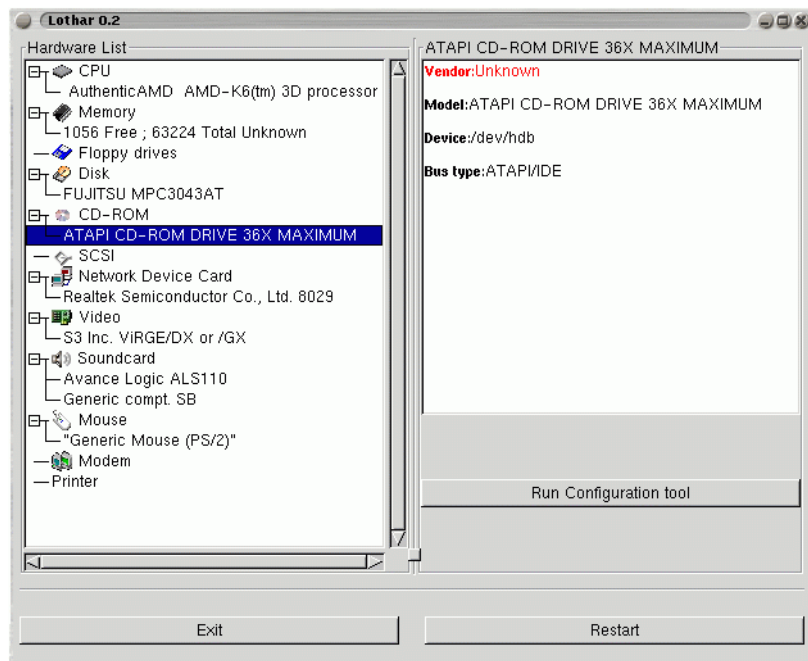 Lothar 0.2
Hardware List
CPU
AuthenticAMD AMD-K6(tm) 3D processor
Memory
1056 Free ; 63224 Total Unknown
Floppy drives
Disk
FUJITSU MPC3043AT
CD-ROM
ATAPI CD-ROM DRIVE 36X MAXIMUM
SCSI
Network Device Card
Realtek Semiconductor Co., Ltd. 8029
Video
S3 Inc. ViRGE/DX or /GX
Soundcard
Avance Logic ALS110
Generic compt. SB
Mouse
"Generic Mouse (PS/2)"
Modem
Printer
ATAPI CD-ROM DRIVE 36X MAXIMUM
Vendor:Unknown
Model:ATAPI CD-ROM DRIVE 36X MAXIMUM
Device:/dev/hdb
Bus type:ATAPI/IDE
Run Configuration tool
Exit
Restart